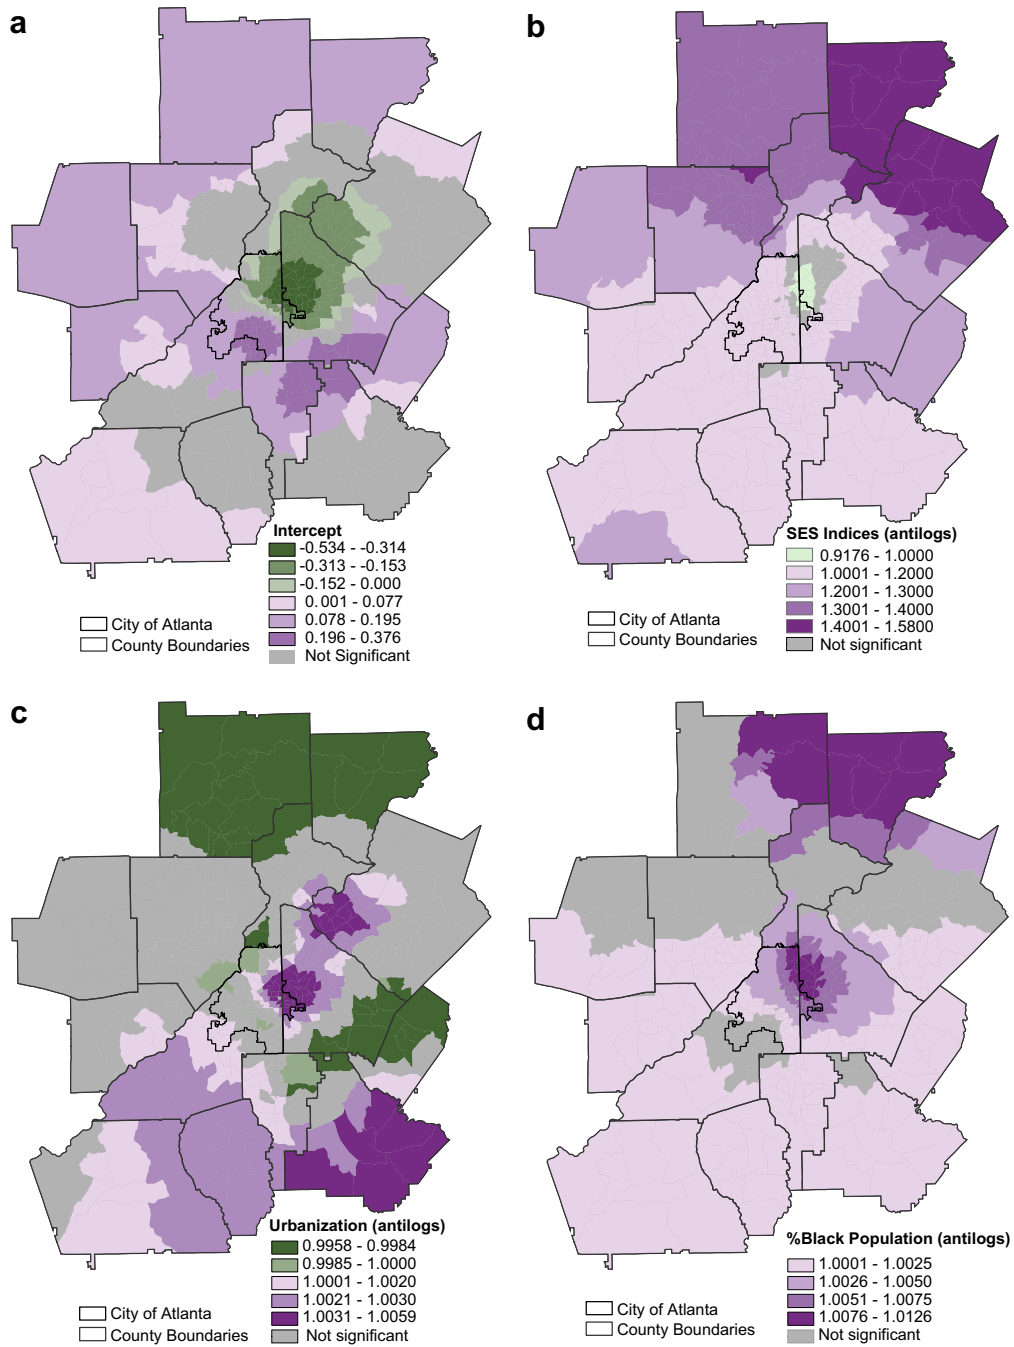 a
Intercept
-0.534 - -0.314
-0.313 - -0.153
-0.152 - 0.000
0.001 - 0.077
0.078 - 0.195
0.196 - 0.376
Not Significant
City of Atlanta
County Boundaries
b
SES Indices (antilogs)
0.9176 - 1.0000
1.0001 - 1.2000
1.2001 - 1.3000
1.3001 - 1.4000
1.4001 - 1.5800
Not significant
City of Atlanta
County Boundaries
c
Urbanization (antilogs)
0.9958 - 0.9984
0.9985 - 1.0000
1.0001 - 1.0020
1.0021 - 1.0030
1.0031 - 1.0059
Not significant
City of Atlanta
County Boundaries
d
%Black Population (antilogs)
1.0001 - 1.0025
1.0026 - 1.0050
1.0051 - 1.0075
1.0076 - 1.0126
Not significant
City of Atlanta
County Boundaries